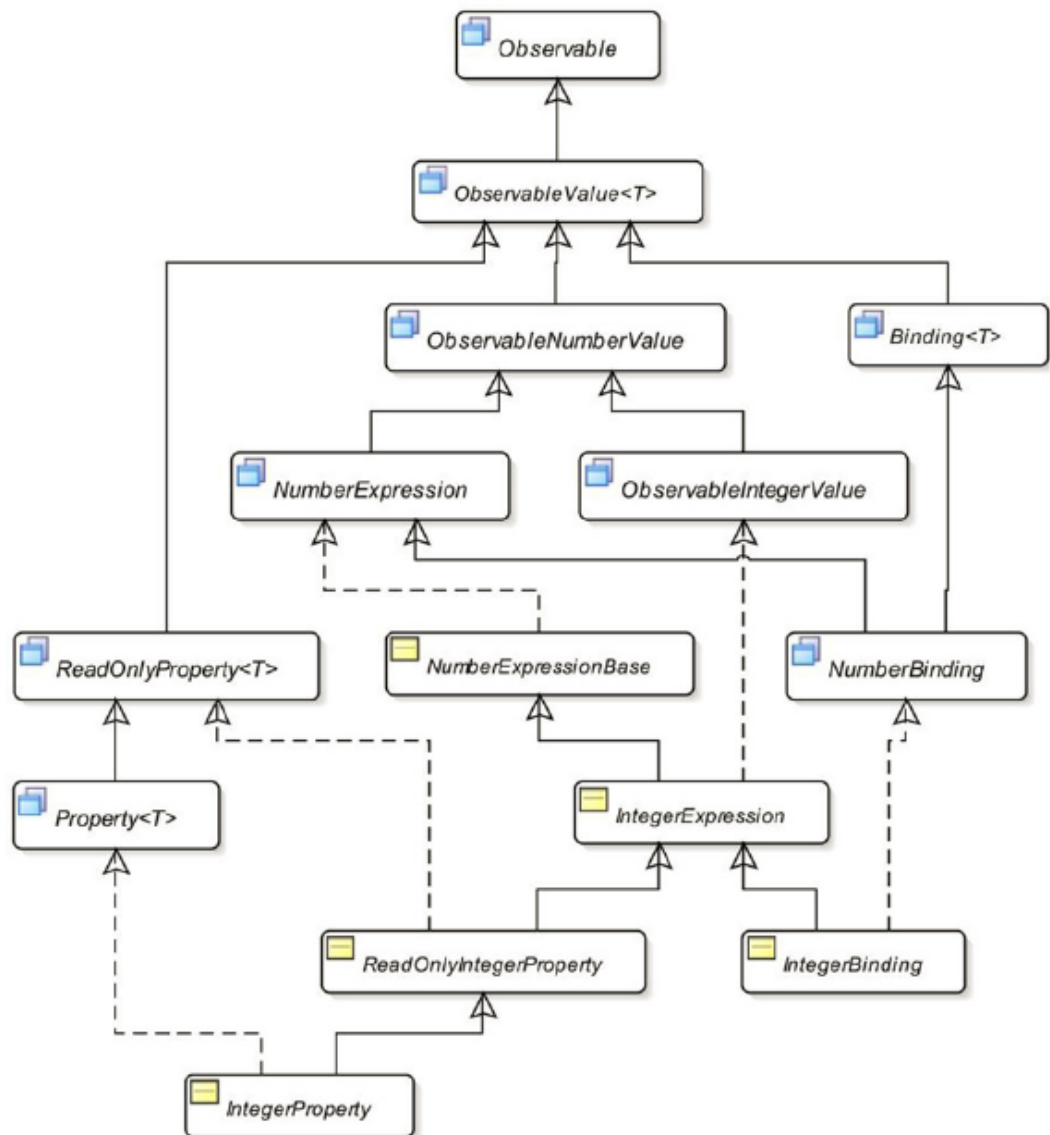 Observable
ObservableValue<T>
ObservableNumberValue
Binding<T>
NumberExpression
ObservableIntegerValue
ReadOnlyProperty<T>
NumberExpressionBase
NumberBinding
Property<T>
IntegerExpression
ReadOnlyIntegerProperty
IntegerBinding
IntegerProperty